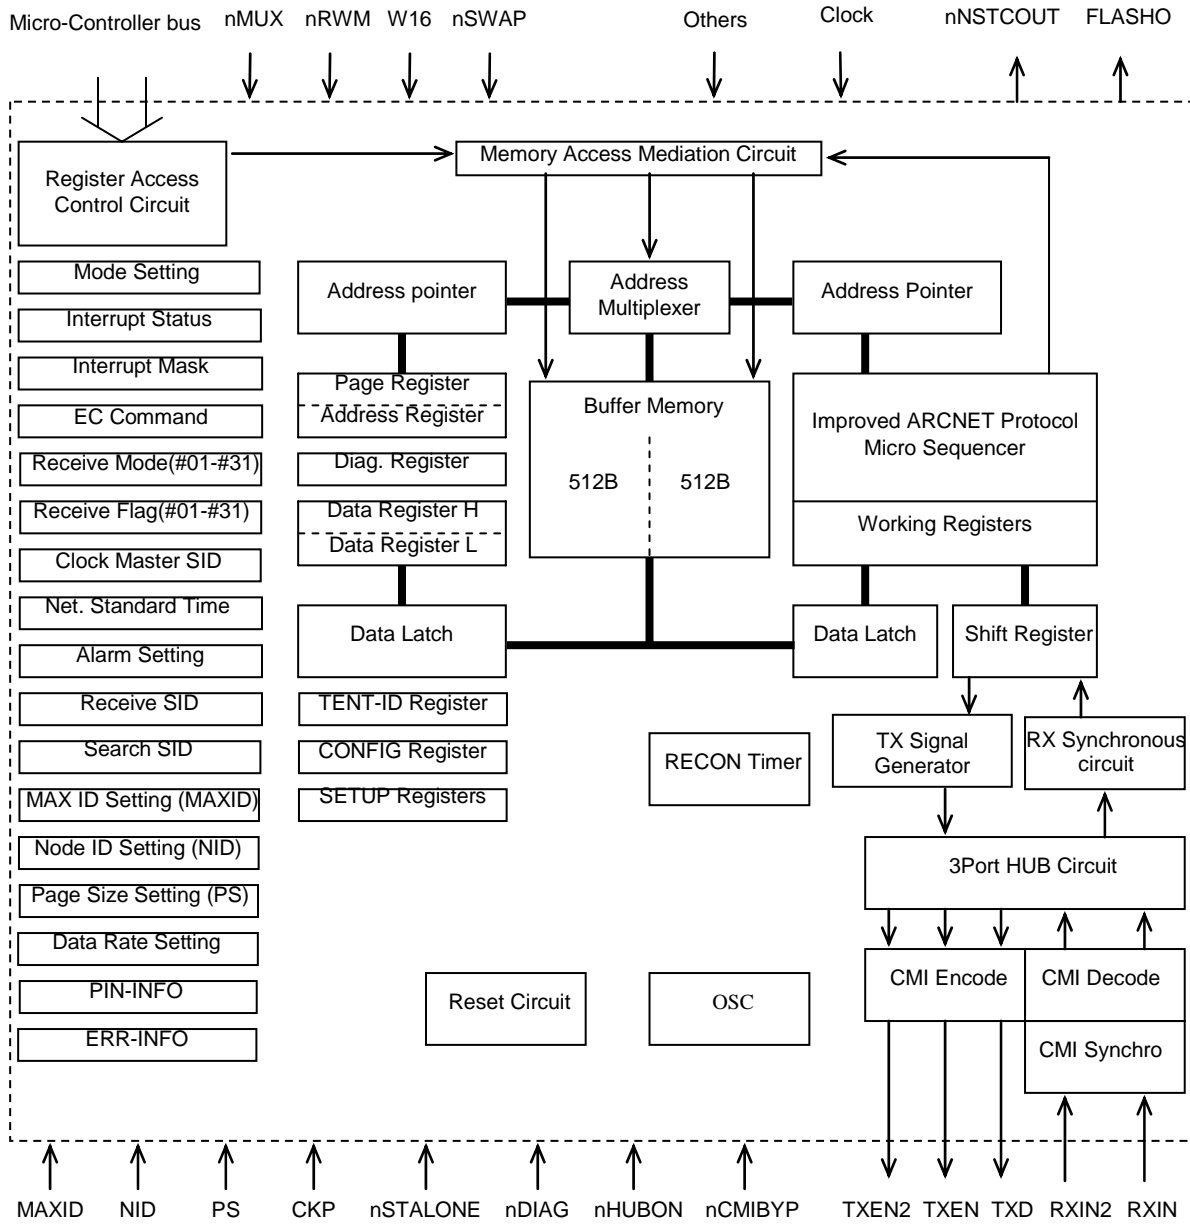 Micro-Controller bus nMUX nRWM W16 nSWAP Others Clock nNSTCOUT FLASHO
Register Access
Control Circuit
Memory Access Mediation Circuit
Mode Setting
Interrupt Status
Interrupt Mask
EC Command
Receive Mode(#01-#31)
Receive Flag(#01-#31)
Clock Master SID
Net. Standard Time
Alarm Setting
Receive SID
Search SID
MAX ID Setting (MAXID)
Node ID Setting (NID)
Page Size Setting (PS)
Data Rate Setting
PIN-INFO
ERR-INFO
Address pointer
Page Register
Address Register
Diag. Register
Data Register H
Data Register L
Data Latch
TENT-ID Register
CONFIG Register
SETUP Registers
Address
Multiplexer
Buffer Memory
512B 512B
Address Pointer
Improved ARCNET Protocol
Micro Sequencer
Working Registers
Data Latch
Shift Register
RECON Timer
TX Signal
Generator
RX Synchronous
circuit
3Port HUB Circuit
CMI Encode
CMI Decode
CMI Synchro
Reset Circuit
OSC
MAXID NID PS CKP nSTALONE nDIAG nHUBON nCMIBYP TXEN2 TXEN TXD RXIN2 RXIN